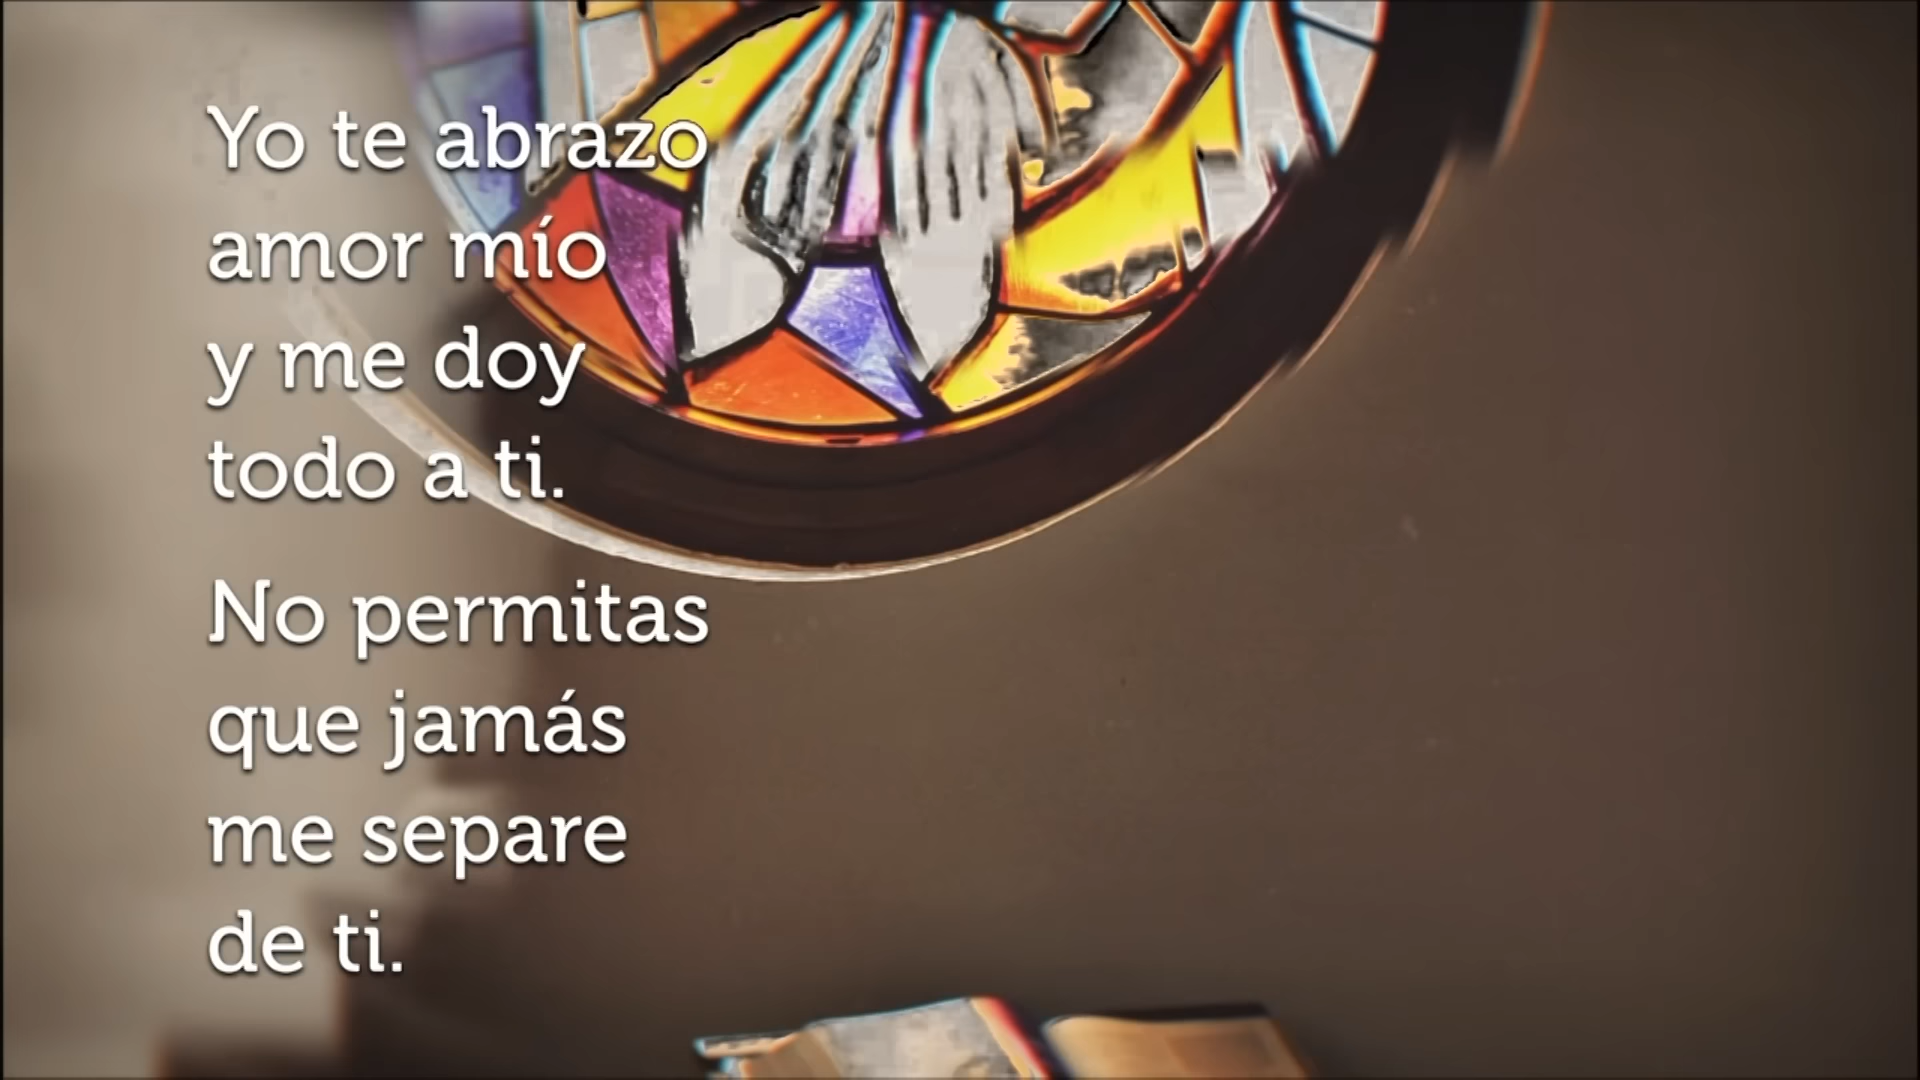 Yo te abrazo
amor mío
y me doy
todo a ti.
No permitas
que jamás
me separe
de ti.